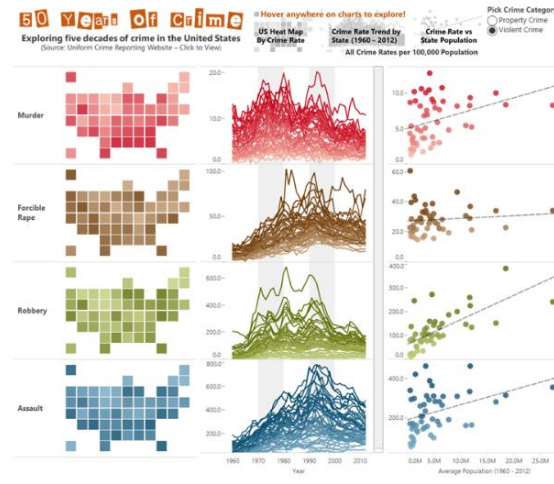 50 Years of Crime
Exploring five decades of crime in the United States
(Source: Uniform Crime Reporting Website – Click to View)
Hover anywhere on charts to explore!
US Heat Map
By Crime Rate
Crime Rate Trend by
State (1960 – 2012)
Crime Rate vs
State Population
All Crime Rates per 100,000 Population
Pick Crime Category
Property Crime
Violent Crime
Murder
20.0
10.0
0.0
10.0
5.0
0.0
Forcible
Rape
100.0
50.0
0.0
60.0
40.0
20.0
0.0
Robbery
600.0
400.0
200.0
0.0
400.0
300.0
200.0
100.0
0.0
Assault
800.0
600.0
400.0
200.0
400.0
200.0
1960 1970 1980 1990 2000 2010
Year
0.0M 5.0M 10.0M 15.0M 20.0M 25.0M
Average Population (1960 - 2012)